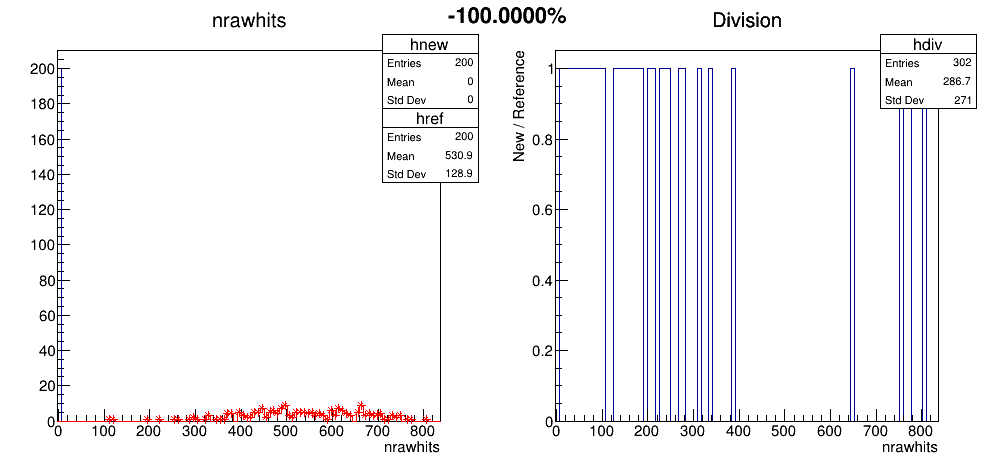 -100.0000%
nrawhits
hnew
Entries 200
Mean 0
Std Dev 0
href
Entries 200
Mean 530.9
Std Dev 128.9
200
180
160
140
120
100
80
60
40
20
0
0 100 200 300 400 500 600 700 800
nrawhits
Division
hdiv
Entries 302
Mean 286.7
Std Dev 271
New / Reference
1
0.8
0.6
0.4
0.2
0
0 100 200 300 400 500 600 700 800
nrawhits